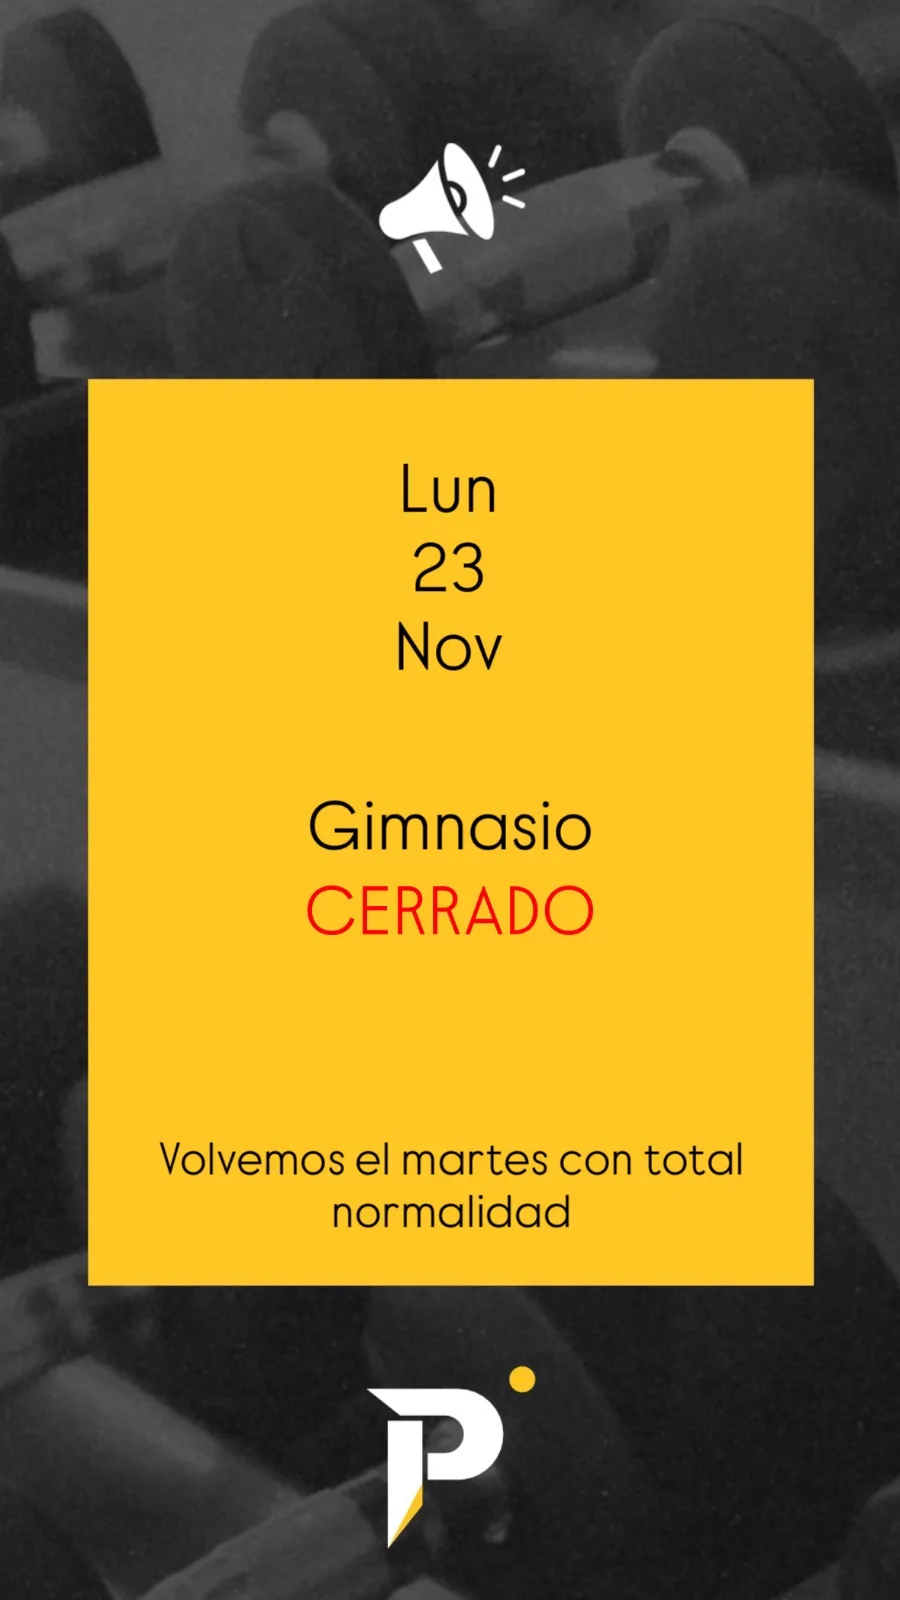 Lun
23
Nov
Gimnasio
CERRADO
Volvemos el martes con total
normalidad